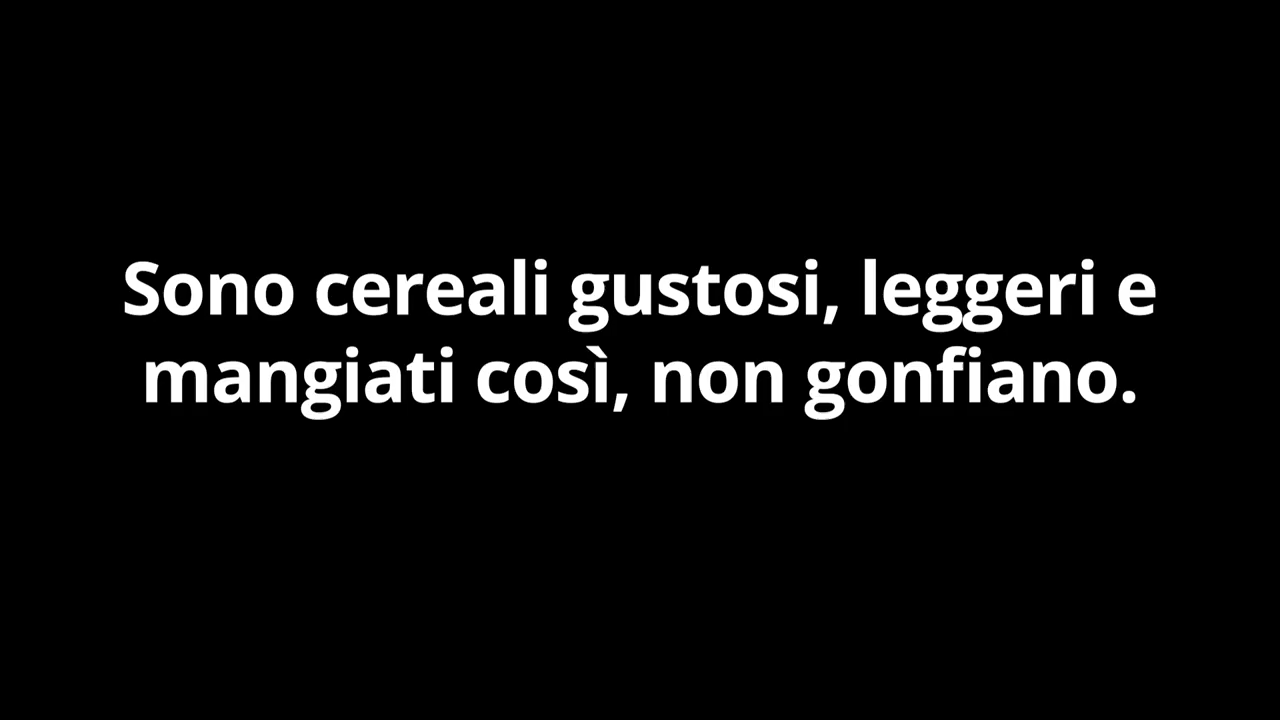 Sono cereali gustosi, leggeri e
mangiati così, non gonfiano.